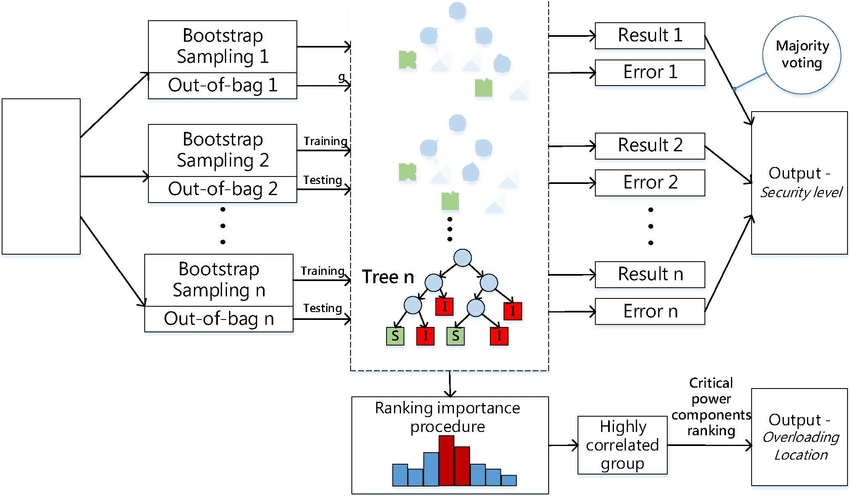 Bootstrap
Sampling 1
Out-of-bag 1
g
Result 1
Error 1
Majority
voting
Bootstrap
Sampling 2
Out-of-bag 2
Training
Testing
Result 2
Error 2
Output -
Security level
Bootstrap
Sampling n
Out-of-bag n
Training
Testing
Tree n
I
I
S
I
S
I
Result n
Error n
Ranking importance
procedure
Highly
correlated
group
Critical
power
components
ranking
Output -
Overloading
Location